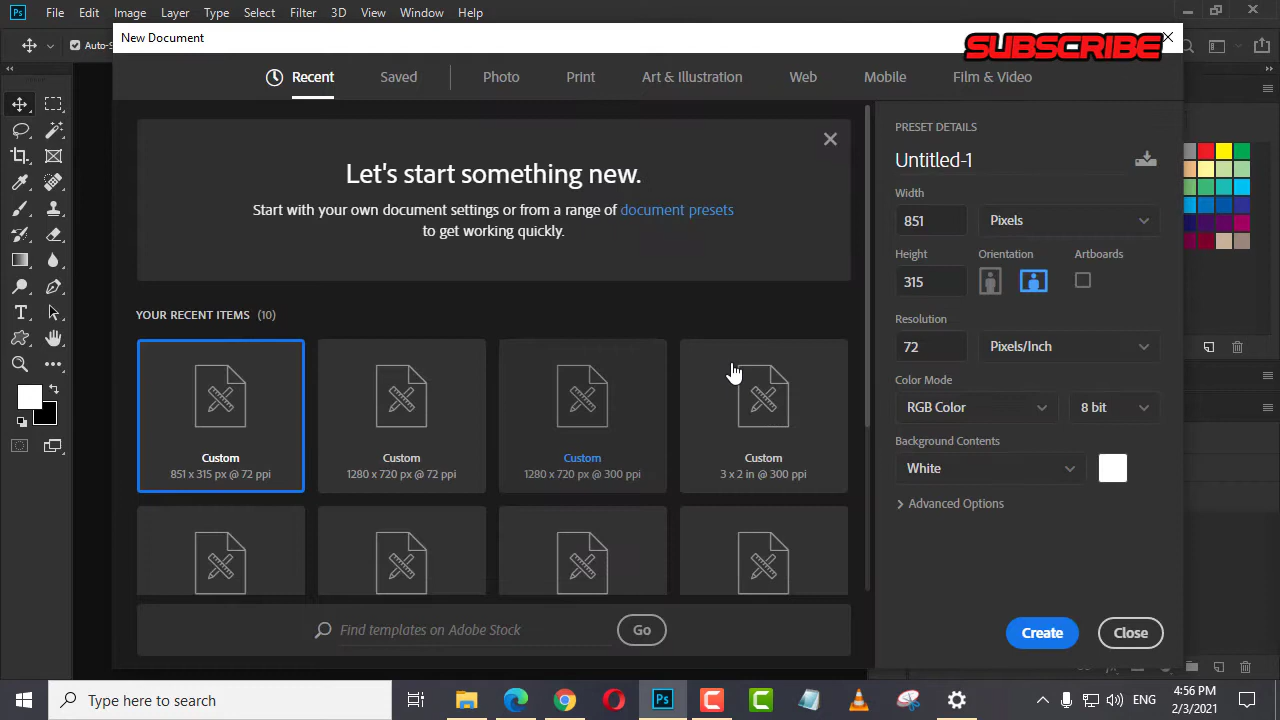 Ps File Edit Image Layer Type Select Filter 3D View Window Help
New Document
SUBSCRIBE
Auto-S
Recent Saved Photo Print Art & Illustration Web Mobile Film & Video
Let's start something new.
Start with your own document settings or from a range of document presets
to get working quickly.
YOUR RECENT ITEMS (10)
Custom
851 x 315 px @ 72 ppi
Custom
1280 x 720 px @ 72 ppi
Custom
1280 x 720 px @ 300 ppi
Custom
3 x 2 in @ 300 ppi
Find templates on Adobe Stock
Go
PRESET DETAILS
Untitled-1
Width
851 Pixels
Height Orientation Artboards
315
Resolution
72 Pixels/Inch
Color Mode
RGB Color 8 bit
Background Contents
White
Advanced Options
Create Close
Type here to search
Ps
ENG
4:56 PM
2/3/2021